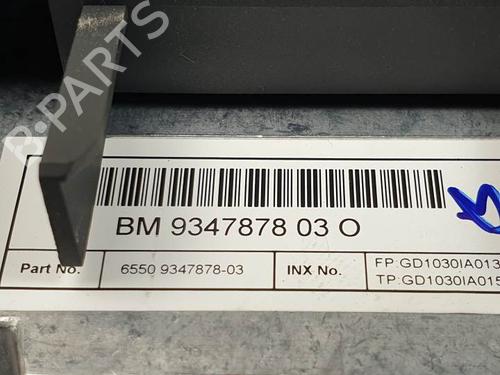 B-PARTS
BM 9347878 03 O
Part No. 6550 9347878-03 INX No. FP:GD1030IA013
TP:GD1030IA015